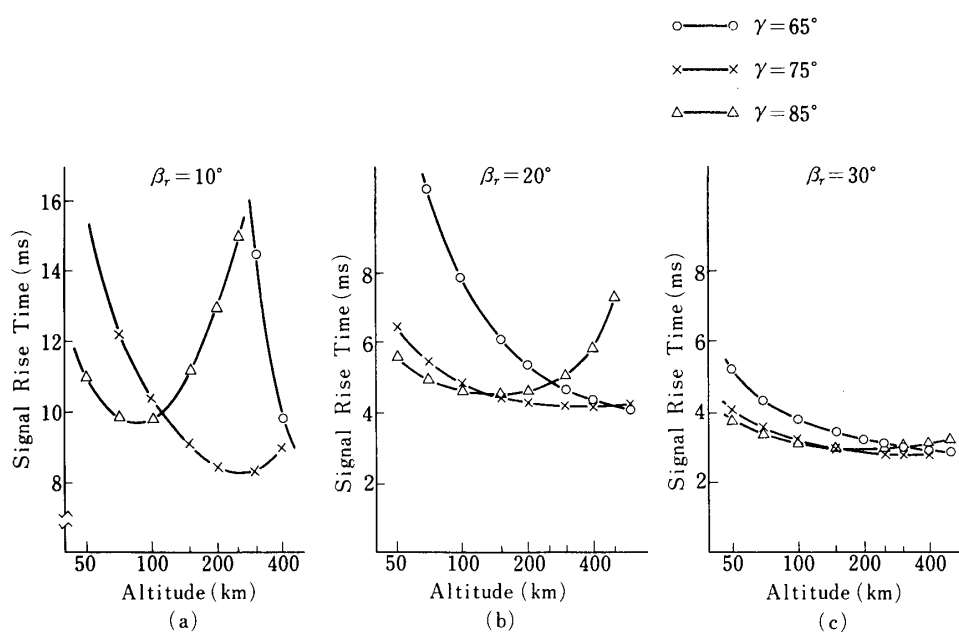 γ=65°
γ=75°
γ=85°
βr=10°
16
14
12
10
8
Signal Rise Time (ms)
50 100 200 400
Altitude (km)
(a)
βr=20°
8
6
4
2
Signal Rise Time (ms)
50 100 200 400
Altitude (km)
(b)
βr=30°
8
6
4
2
Signal Rise Time (ms)
50 100 200 400
Altitude (km)
(c)